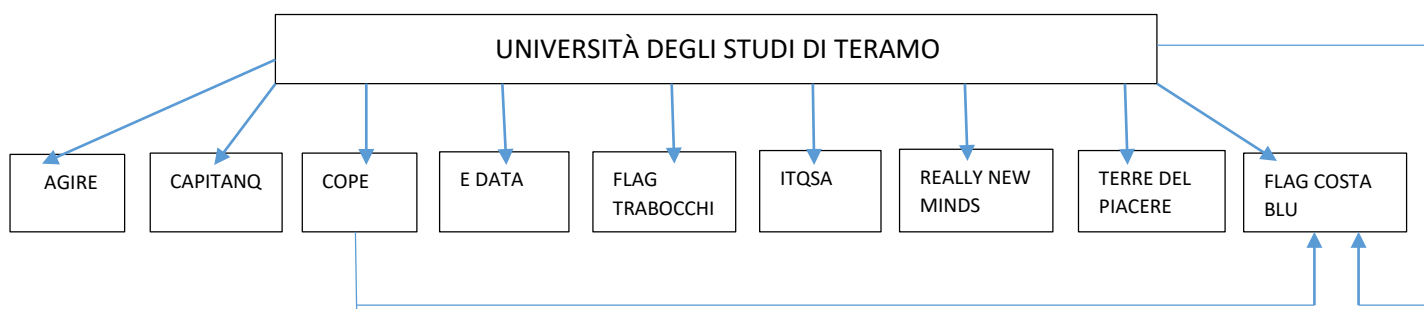 UNIVERSITÀ DEGLI STUDI DI TERAMO
AGIRE
CAPITANQ
COPE
E DATA
FLAG
TRABOCCHI
ITQSA
REALLY NEW
MINDS
TERRE DEL
PIACERE
FLAG COSTA
BLU